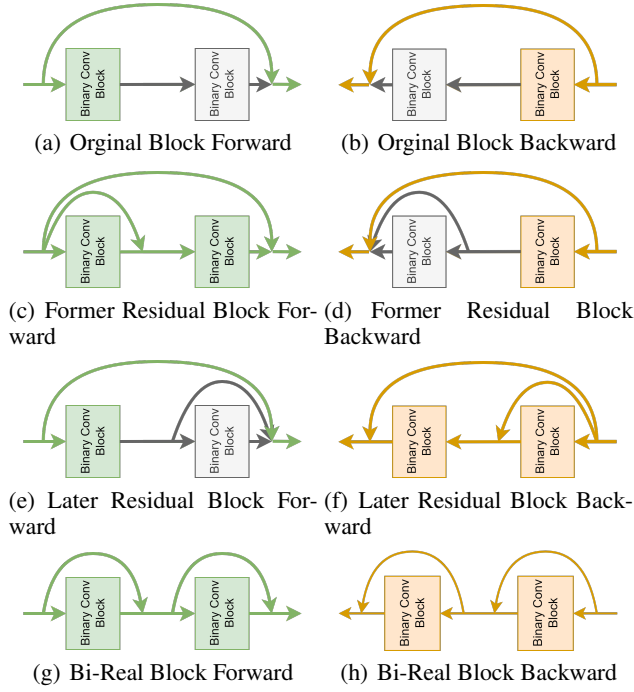 Binary Conv Block Binary Conv Block Binary Conv Block Binary Conv Block
(a) Orginal Block Forward (b) Orginal Block Backward
Binary Conv Block Binary Conv Block Binary Conv Block Binary Conv Block
(c) Former Residual Block For- (d) Former Residual Block
ward Backward
Binary Conv Block Binary Conv Block Binary Conv Block Binary Conv Block
(e) Later Residual Block For- (f) Later Residual Block Back-
ward ward
Binary Conv Block Binary Conv Block Binary Conv Block Binary Conv Block
(g) Bi-Real Block Forward (h) Bi-Real Block Backward